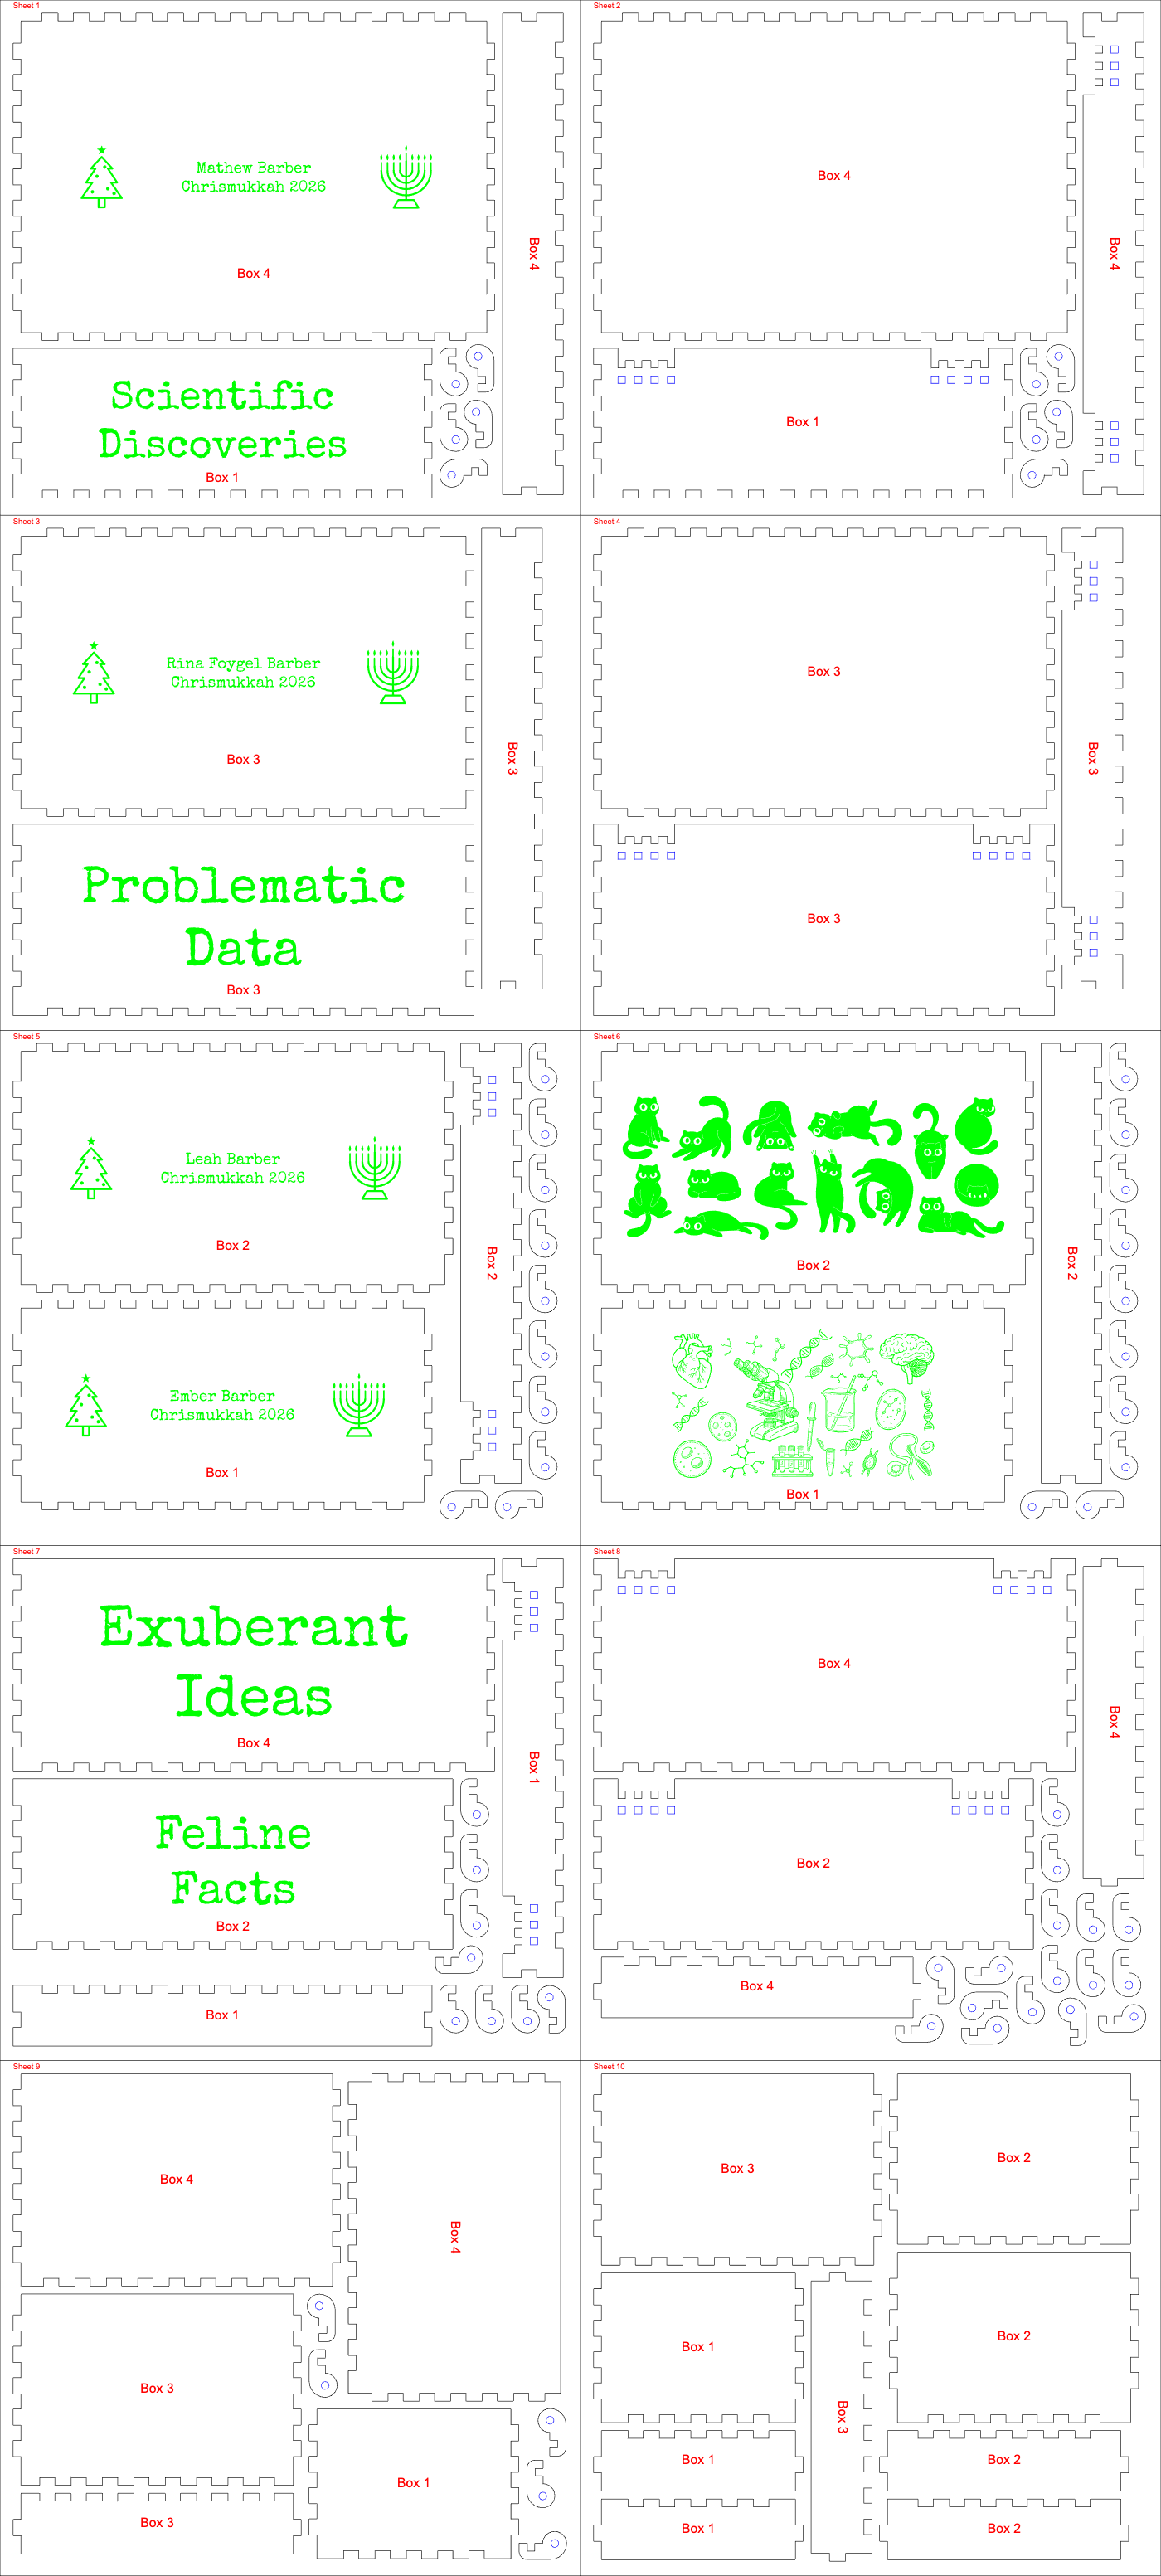 Sheet 1
Mathew Barber
Chrismukkah 2026
Box 4
Box 4
Scientific
Discoveries
Box 1
Sheet 2
Box 4
Box 4
Box 1
Sheet 3
Rina Foygel Barber
Chrismukkah 2026
Box 3
Box 3
Problematic
Data
Box 3
Sheet 4
Box 3
Box 3
Box 3
Sheet 5
Leah Barber
Chrismukkah 2026
Box 2
Box 2
Ember Barber
Chrismukkah 2026
Box 1
Sheet 6
Box 2
Box 2
Box 1
Sheet 7
Exuberant
Ideas
Box 4
Box 1
Feline
Facts
Box 2
Box 1
Sheet 8
Box 4
Box 4
Box 2
Box 4
Sheet 9
Box 4
Box 4
Box 3
Box 1
Box 3
Sheet 10
Box 3
Box 2
Box 1
Box 2
Box 3
Box 1
Box 2
Box 1
Box 2